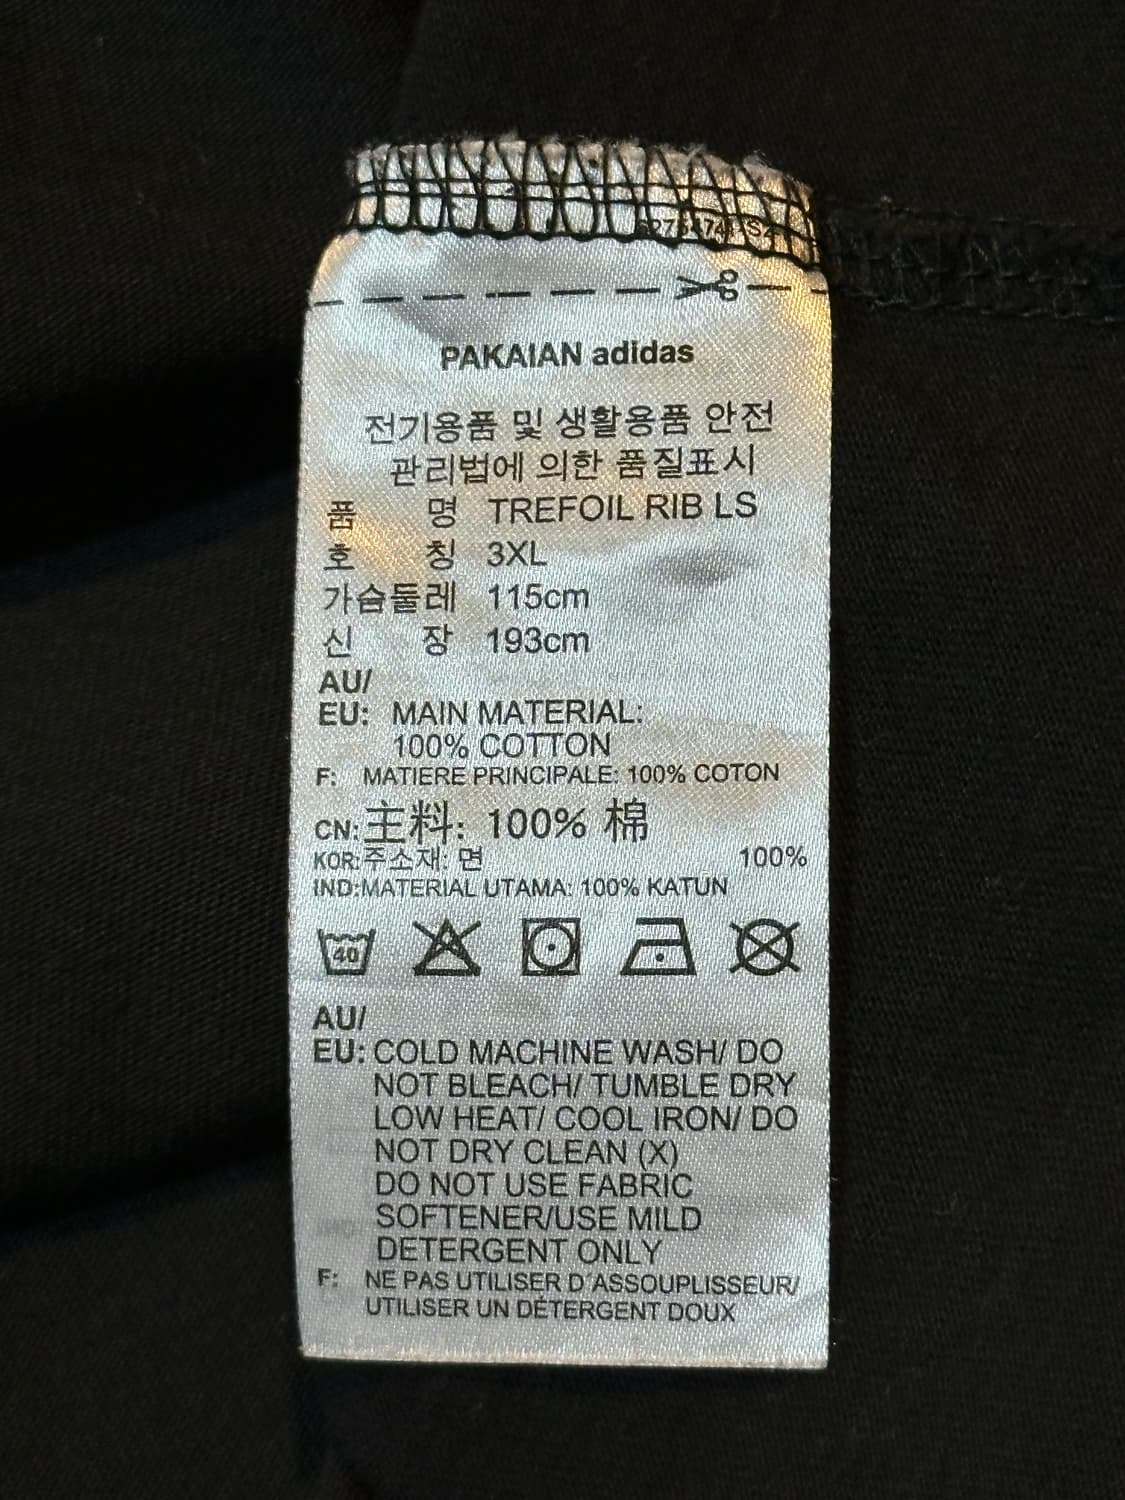 PAKAIAN adidas
전기용품 및 생활용품 안전
관리법에 의한 품질표시
품 명 TREFOIL RIB LS
호 칭 3XL
가슴둘레 115cm
신 장 193cm
AU/
EU: MAIN MATERIAL:
100% COTTON
F: MATIERE PRINCIPALE: 100% COTON
CN: 主料: 100% 棉
KOR:주소재: 면 100%
IND:MATERIAL UTAMA: 100% KATUN
40
AU/
EU: COLD MACHINE WASH/ DO
NOT BLEACH/ TUMBLE DRY
LOW HEAT/ COOL IRON/ DO
NOT DRY CLEAN (X)
DO NOT USE FABRIC
SOFTENER/USE MILD
DETERGENT ONLY
F: NE PAS UTILISER D'ASSOUPLISSEUR/
UTILISER UN DÉTERGENT DOUX